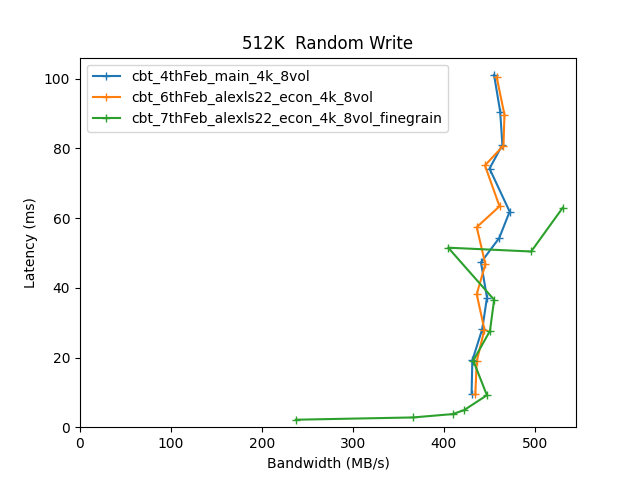 512K  Random Write
cbt_4thFeb_main_4k_8vol
cbt_6thFeb_alexls22_econ_4k_8vol
cbt_7thFeb_alexls22_econ_4k_8vol_finegrain
Latency (ms)
100
80
60
40
20
0
0 100 200 300 400 500
Bandwidth (MB/s)